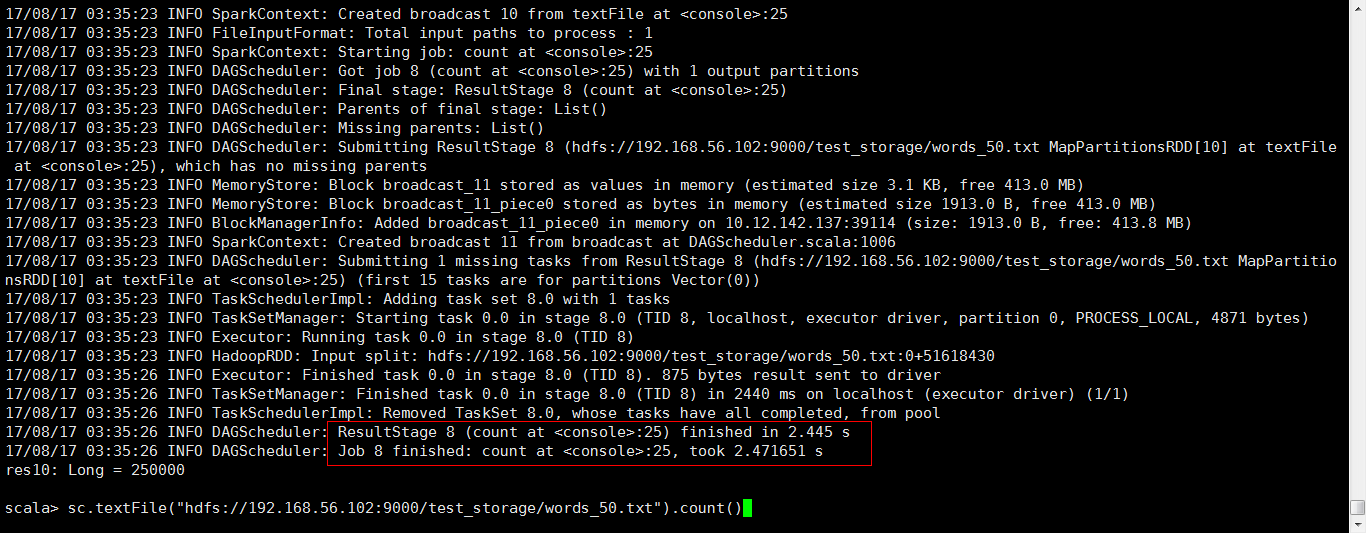 17/08/17 03:35:23 INFO SparkContext: Created broadcast 10 from textFile at <console>:25
17/08/17 03:35:23 INFO FileInputFormat: Total input paths to process : 1
17/08/17 03:35:23 INFO SparkContext: Starting job: count at <console>:25
17/08/17 03:35:23 INFO DAGScheduler: Got job 8 (count at <console>:25) with 1 output partitions
17/08/17 03:35:23 INFO DAGScheduler: Final stage: ResultStage 8 (count at <console>:25)
17/08/17 03:35:23 INFO DAGScheduler: Parents of final stage: List()
17/08/17 03:35:23 INFO DAGScheduler: Missing parents: List()
17/08/17 03:35:23 INFO DAGScheduler: Submitting ResultStage 8 (hdfs://192.168.56.102:9000/test_storage/words_50.txt MapPartitionsRDD[10] at textFile
at <console>:25), which has no missing parents
17/08/17 03:35:23 INFO MemoryStore: Block broadcast_11 stored as values in memory (estimated size 3.1 KB, free 413.0 MB)
17/08/17 03:35:23 INFO MemoryStore: Block broadcast_11_piece0 stored as bytes in memory (estimated size 1913.0 B, free 413.0 MB)
17/08/17 03:35:23 INFO BlockManagerInfo: Added broadcast_11_piece0 in memory on 10.12.142.137:39114 (size: 1913.0 B, free: 413.8 MB)
17/08/17 03:35:23 INFO SparkContext: Created broadcast 11 from broadcast at DAGScheduler.scala:1006
17/08/17 03:35:23 INFO DAGScheduler: Submitting 1 missing tasks from ResultStage 8 (hdfs://192.168.56.102:9000/test_storage/words_50.txt MapPartitio
nsRDD[10] at textFile at <console>:25) (first 15 tasks are for partitions Vector(0))
17/08/17 03:35:23 INFO TaskSchedulerImpl: Adding task set 8.0 with 1 tasks
17/08/17 03:35:23 INFO TaskSetManager: Starting task 0.0 in stage 8.0 (TID 8, localhost, executor driver, partition 0, PROCESS_LOCAL, 4871 bytes)
17/08/17 03:35:23 INFO Executor: Running task 0.0 in stage 8.0 (TID 8)
17/08/17 03:35:23 INFO HadoopRDD: Input split: hdfs://192.168.56.102:9000/test_storage/words_50.txt:0+51618430
17/08/17 03:35:26 INFO Executor: Finished task 0.0 in stage 8.0 (TID 8). 875 bytes result sent to driver
17/08/17 03:35:26 INFO TaskSetManager: Finished task 0.0 in stage 8.0 (TID 8) in 2440 ms on localhost (executor driver) (1/1)
17/08/17 03:35:26 INFO TaskSchedulerImpl: Removed TaskSet 8.0, whose tasks have all completed, from pool
17/08/17 03:35:26 INFO DAGScheduler: ResultStage 8 (count at <console>:25) finished in 2.445 s
17/08/17 03:35:26 INFO DAGScheduler: Job 8 finished: count at <console>:25, took 2.471651 s
res10: Long = 250000
scala> sc.textFile("hdfs://192.168.56.102:9000/test_storage/words_50.txt").count()